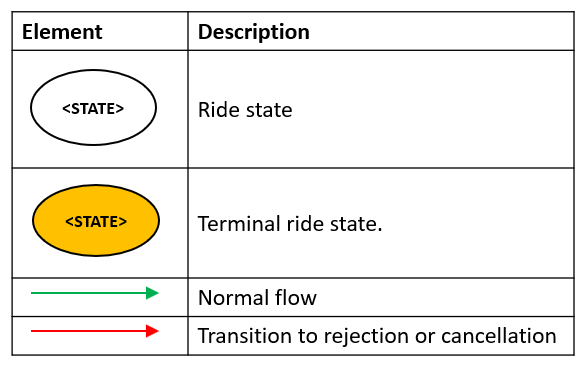 Element Description
<STATE> Ride state
<STATE> Terminal ride state.
Normal flow
Transition to rejection or cancellation